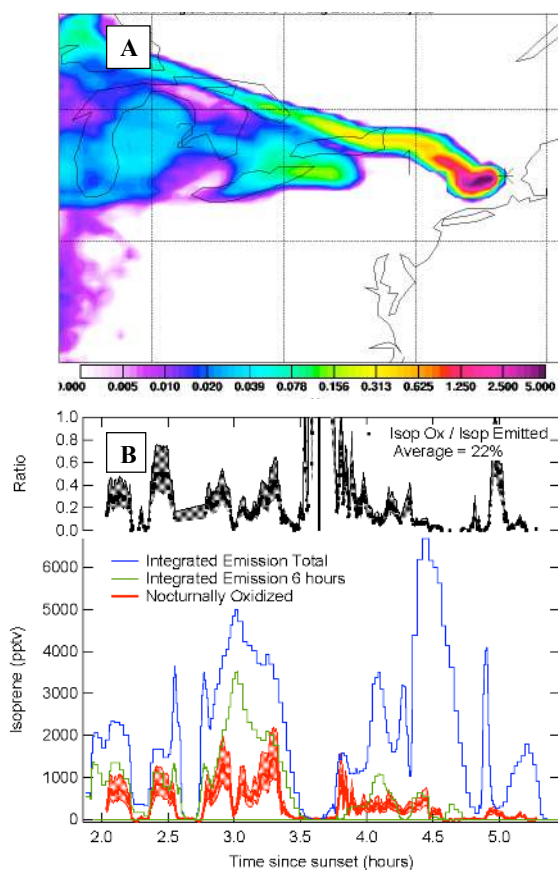 A
0.000 0.005 0.010 0.020 0.039 0.078 0.156 0.313 0.625 1.250 2.500 5.000
B
Isop Ox / Isop Emitted
Average = 22%
Ratio
1.0
0.8
0.6
0.4
0.2
0.0
Integrated Emission Total
Integrated Emission 6 hours
Nocturnally Oxidized
Isoprene (pptv)
6000
5000
4000
3000
2000
1000
0
2.0 2.5 3.0 3.5 4.0 4.5 5.0
Time since sunset (hours)